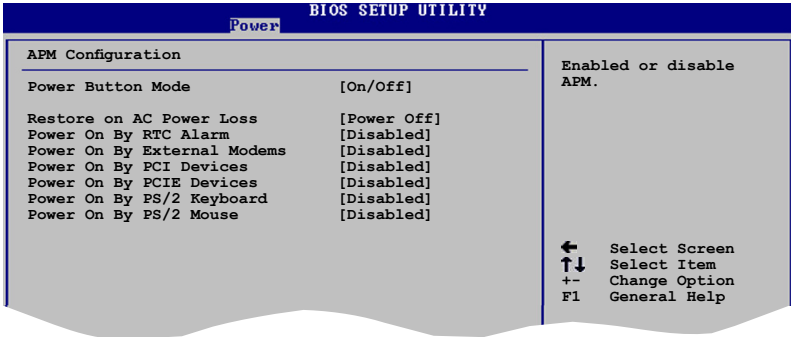 BIOS SETUP UTILITY
Power
APM Configuration
Power Button Mode [On/Off]
Restore on AC Power Loss [Power Off]
Power On By RTC Alarm [Disabled]
Power On By External Modems [Disabled]
Power On By PCI Devices [Disabled]
Power On By PCIE Devices [Disabled]
Power On By PS/2 Keyboard [Disabled]
Power On By PS/2 Mouse [Disabled]
Enabled or disable
APM.
← Select Screen
↑↓ Select Item
+- Change Option
F1 General Help